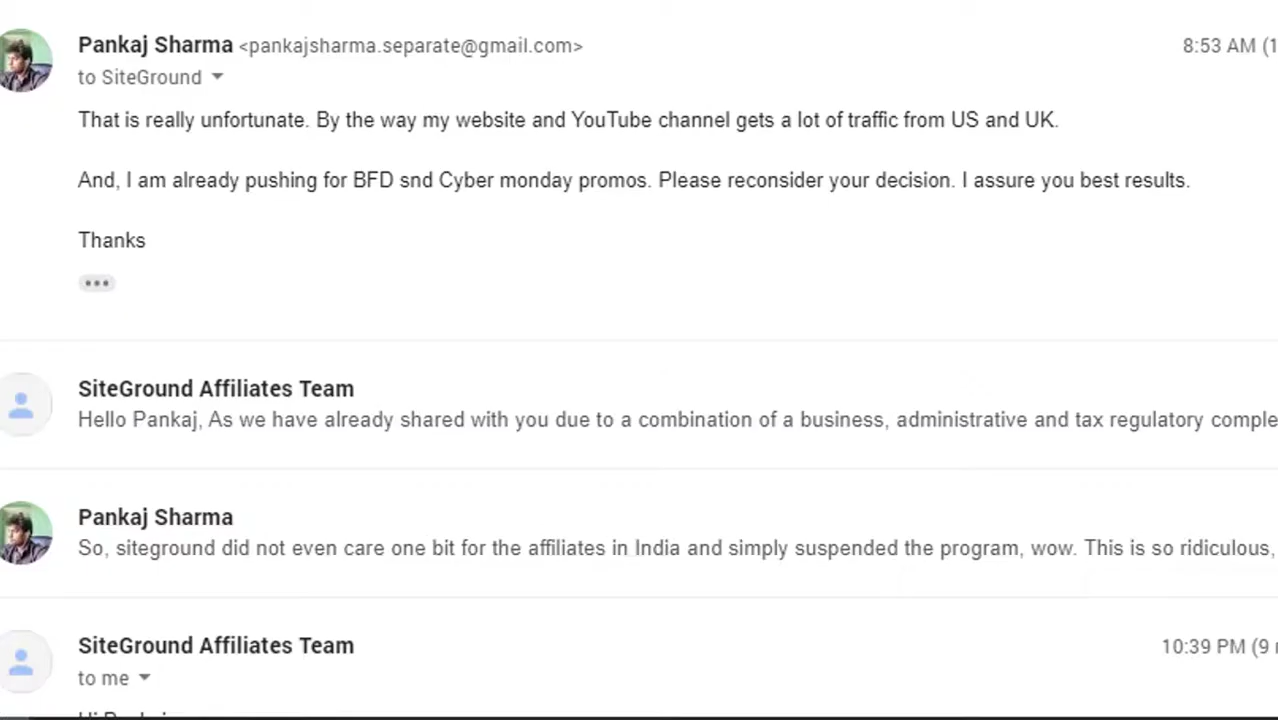 Pankaj Sharma <pankajsharma.separate@gmail.com> 8:53 AM (1
to SiteGround
That is really unfortunate. By the way my website and YouTube channel gets a lot of traffic from US and UK.
And, I am already pushing for BFD snd Cyber monday promos. Please reconsider your decision. I assure you best results.
Thanks
SiteGround Affiliates Team
Hello Pankaj, As we have already shared with you due to a combination of a business, administrative and tax regulatory comple
Pankaj Sharma
So, siteground did not even care one bit for the affiliates in India and simply suspended the program, wow. This is so ridiculous,
SiteGround Affiliates Team 10:39 PM (9
to me